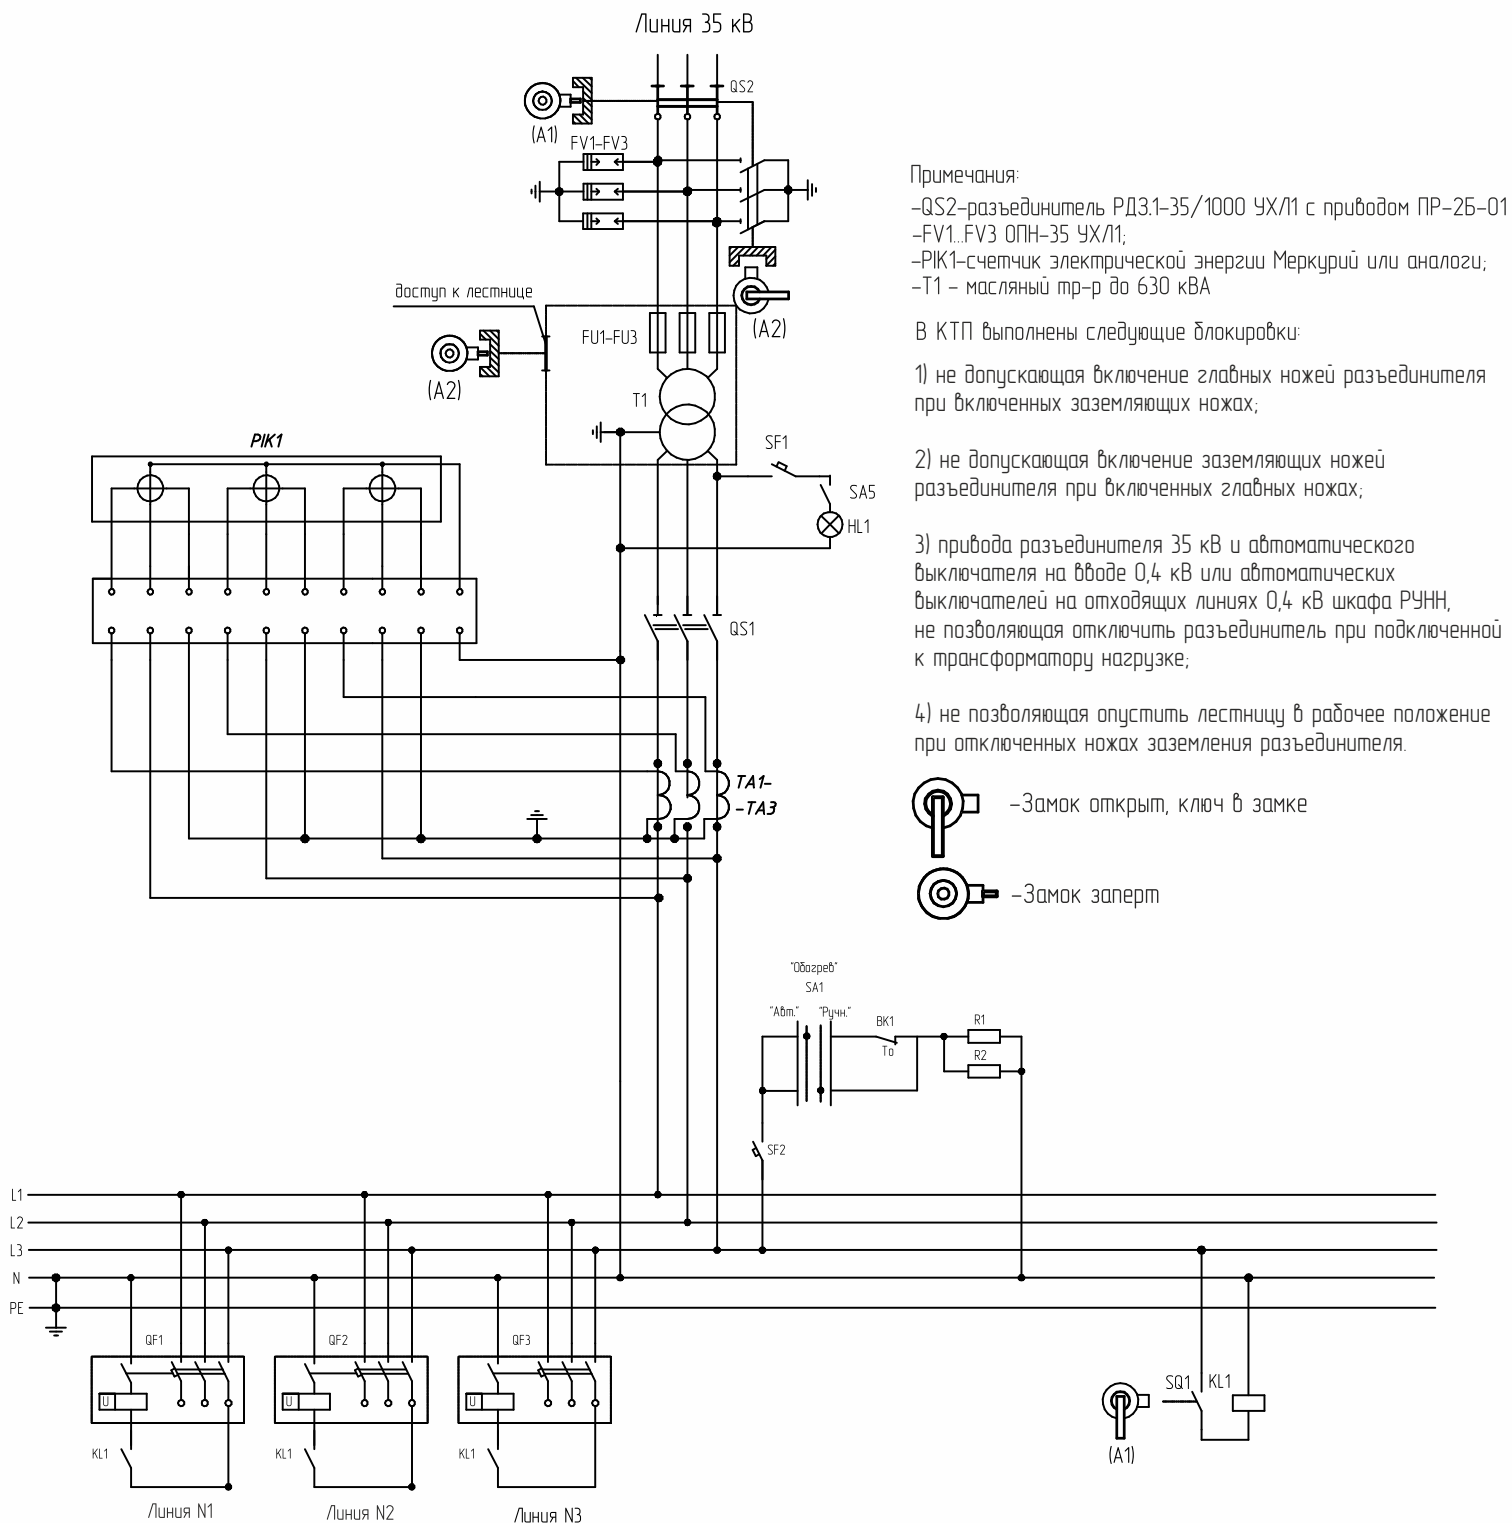 Линия 35 кВ
QS2
(A1)
FV1-FV3
доступ к лестнице
(A2)
FU1-FU3
(A2)
T1
SF1
SA5
HL1
PIK1
QS1
TA1-
-TA3
Примечания:
-QS2-разъединитель РДЗ.1-35/1000 УХЛ1 с приводом ПР-2Б-01
-FV1...FV3 ОПН-35 УХЛ1;
-PIK1-счетчик электрической энергии Меркурий или аналоги;
-T1 - масляный тр-р до 630 кВА
В КТП выполнены следующие блокировки:
1) не допускающая включение главных ножей разъединителя
при включенных заземляющих ножах;
2) не допускающая включение заземляющих ножей
разъединителя при включенных главных ножах;
3) привода разъединителя 35 кВ и автоматического
выключателя на вводе 0,4 кВ или автоматических
выключателей на отходящих линиях 0,4 кВ шкафа РУНН,
не позволяющая отключить разъединитель при подключенной
к трансформатору нагрузке;
4) не позволяющая опустить лестницу в рабочее положение
при отключенных ножах заземления разъединителя.
-Замок открыт, ключ в замке
-Замок заперт
"Обогрев"
SA1
"Авт."
"Ручн."
BK1
To
R1
R2
SF2
L1
L2
L3
N
PE
QF1
QF2
QF3
U
U
U
KL1
KL1
KL1
Линия N1
Линия N2
Линия N3
SQ1
KL1
(A1)